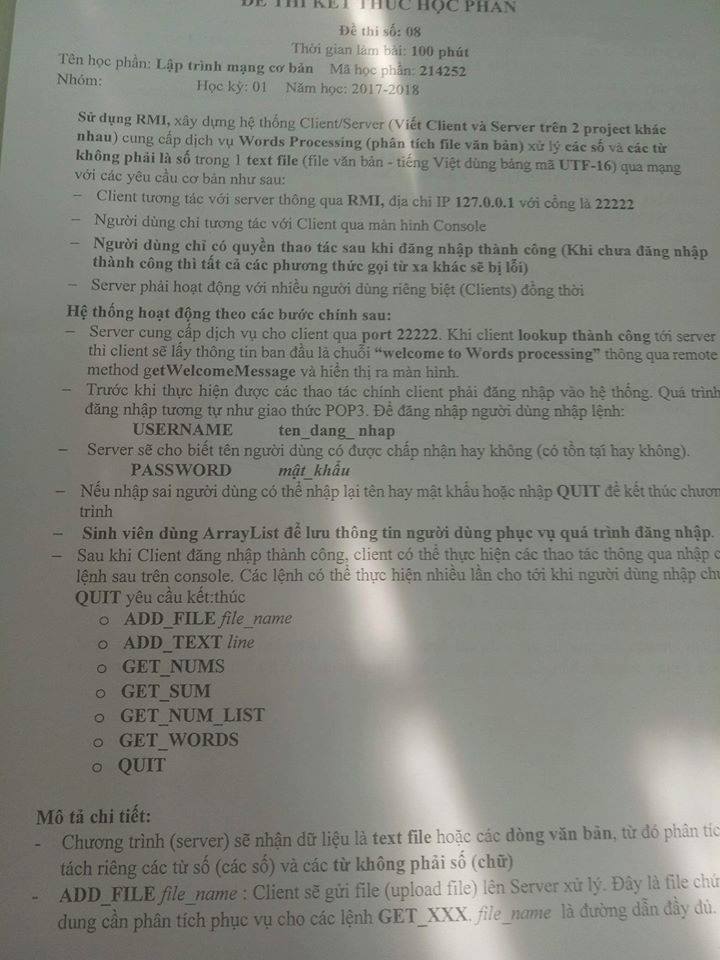 ĐỀ THI KẾT THÚC HỌC PHẦN
Đề thi số: 08
Thời gian làm bài: 100 phút
Tên học phần: Lập trình mạng cơ bản Mã học phần: 214252
Nhóm: Học kỳ: 01 Năm học: 2017-2018
Sử dụng RMI, xây dựng hệ thống Client/Server (Viết Client và Server trên 2 project khác
nhau) cung cấp dịch vụ Words Processing (phân tích file văn bản) xử lý các số và các từ
không phải là số trong 1 text file (file văn bản - tiếng Việt dùng bảng mã UTF-16) qua mạng
với các yêu cầu cơ bản như sau:
− Client tương tác với server thông qua RMI, địa chỉ IP 127.0.0.1 với cổng là 22222
− Người dùng chỉ tương tác với Client qua màn hình Console
− Người dùng chỉ có quyền thao tác sau khi đăng nhập thành công (Khi chưa đăng nhập
thành công thì tất cả các phương thức gọi từ xa khác sẽ bị lỗi)
− Server phải hoạt động với nhiều người dùng riêng biệt (Clients) đồng thời
Hệ thống hoạt động theo các bước chính sau:
− Server cung cấp dịch vụ cho client qua port 22222. Khi client lookup thành công tới server
thì client sẽ lấy thông tin ban đầu là chuỗi “welcome to Words processing” thông qua remote
method getWelcomeMessage và hiển thị ra màn hình.
− Trước khi thực hiện được các thao tác chính client phải đăng nhập vào hệ thống. Quá trình
đăng nhập tương tự như giao thức POP3. Để đăng nhập người dùng nhập lệnh:
USERNAME ten_dang_ nhap
− Server sẽ cho biết tên người dùng có được chấp nhận hay không (có tồn tại hay không).
PASSWORD mật_khẩu
− Nếu nhập sai người dùng có thể nhập lại tên hay mật khẩu hoặc nhập QUIT để kết thúc chươn
trình
− Sinh viên dùng ArrayList để lưu thông tin người dùng phục vụ quá trình đăng nhập.
− Sau khi Client đăng nhập thành công, client có thể thực hiện các thao tác thông qua nhập c
lệnh sau trên console. Các lệnh có thể thực hiện nhiều lần cho tới khi người dùng nhập chu
QUIT yêu cầu kết thúc
o ADD_FILE file_name
o ADD_TEXT line
o GET_NUMS
o GET_SUM
o GET_NUM_LIST
o GET_WORDS
o QUIT
Mô tả chi tiết:
- Chương trình (server) sẽ nhận dữ liệu là text file hoặc các dòng văn bản, từ đó phân tíc
tách riêng các từ số (các số) và các từ không phải số (chữ)
- ADD_FILE file_name : Client sẽ gửi file (upload file) lên Server xử lý. Đây là file chứ
dung cần phân tích phục vụ cho các lệnh GET_XXX. file_name là đường dẫn đầy đủ.